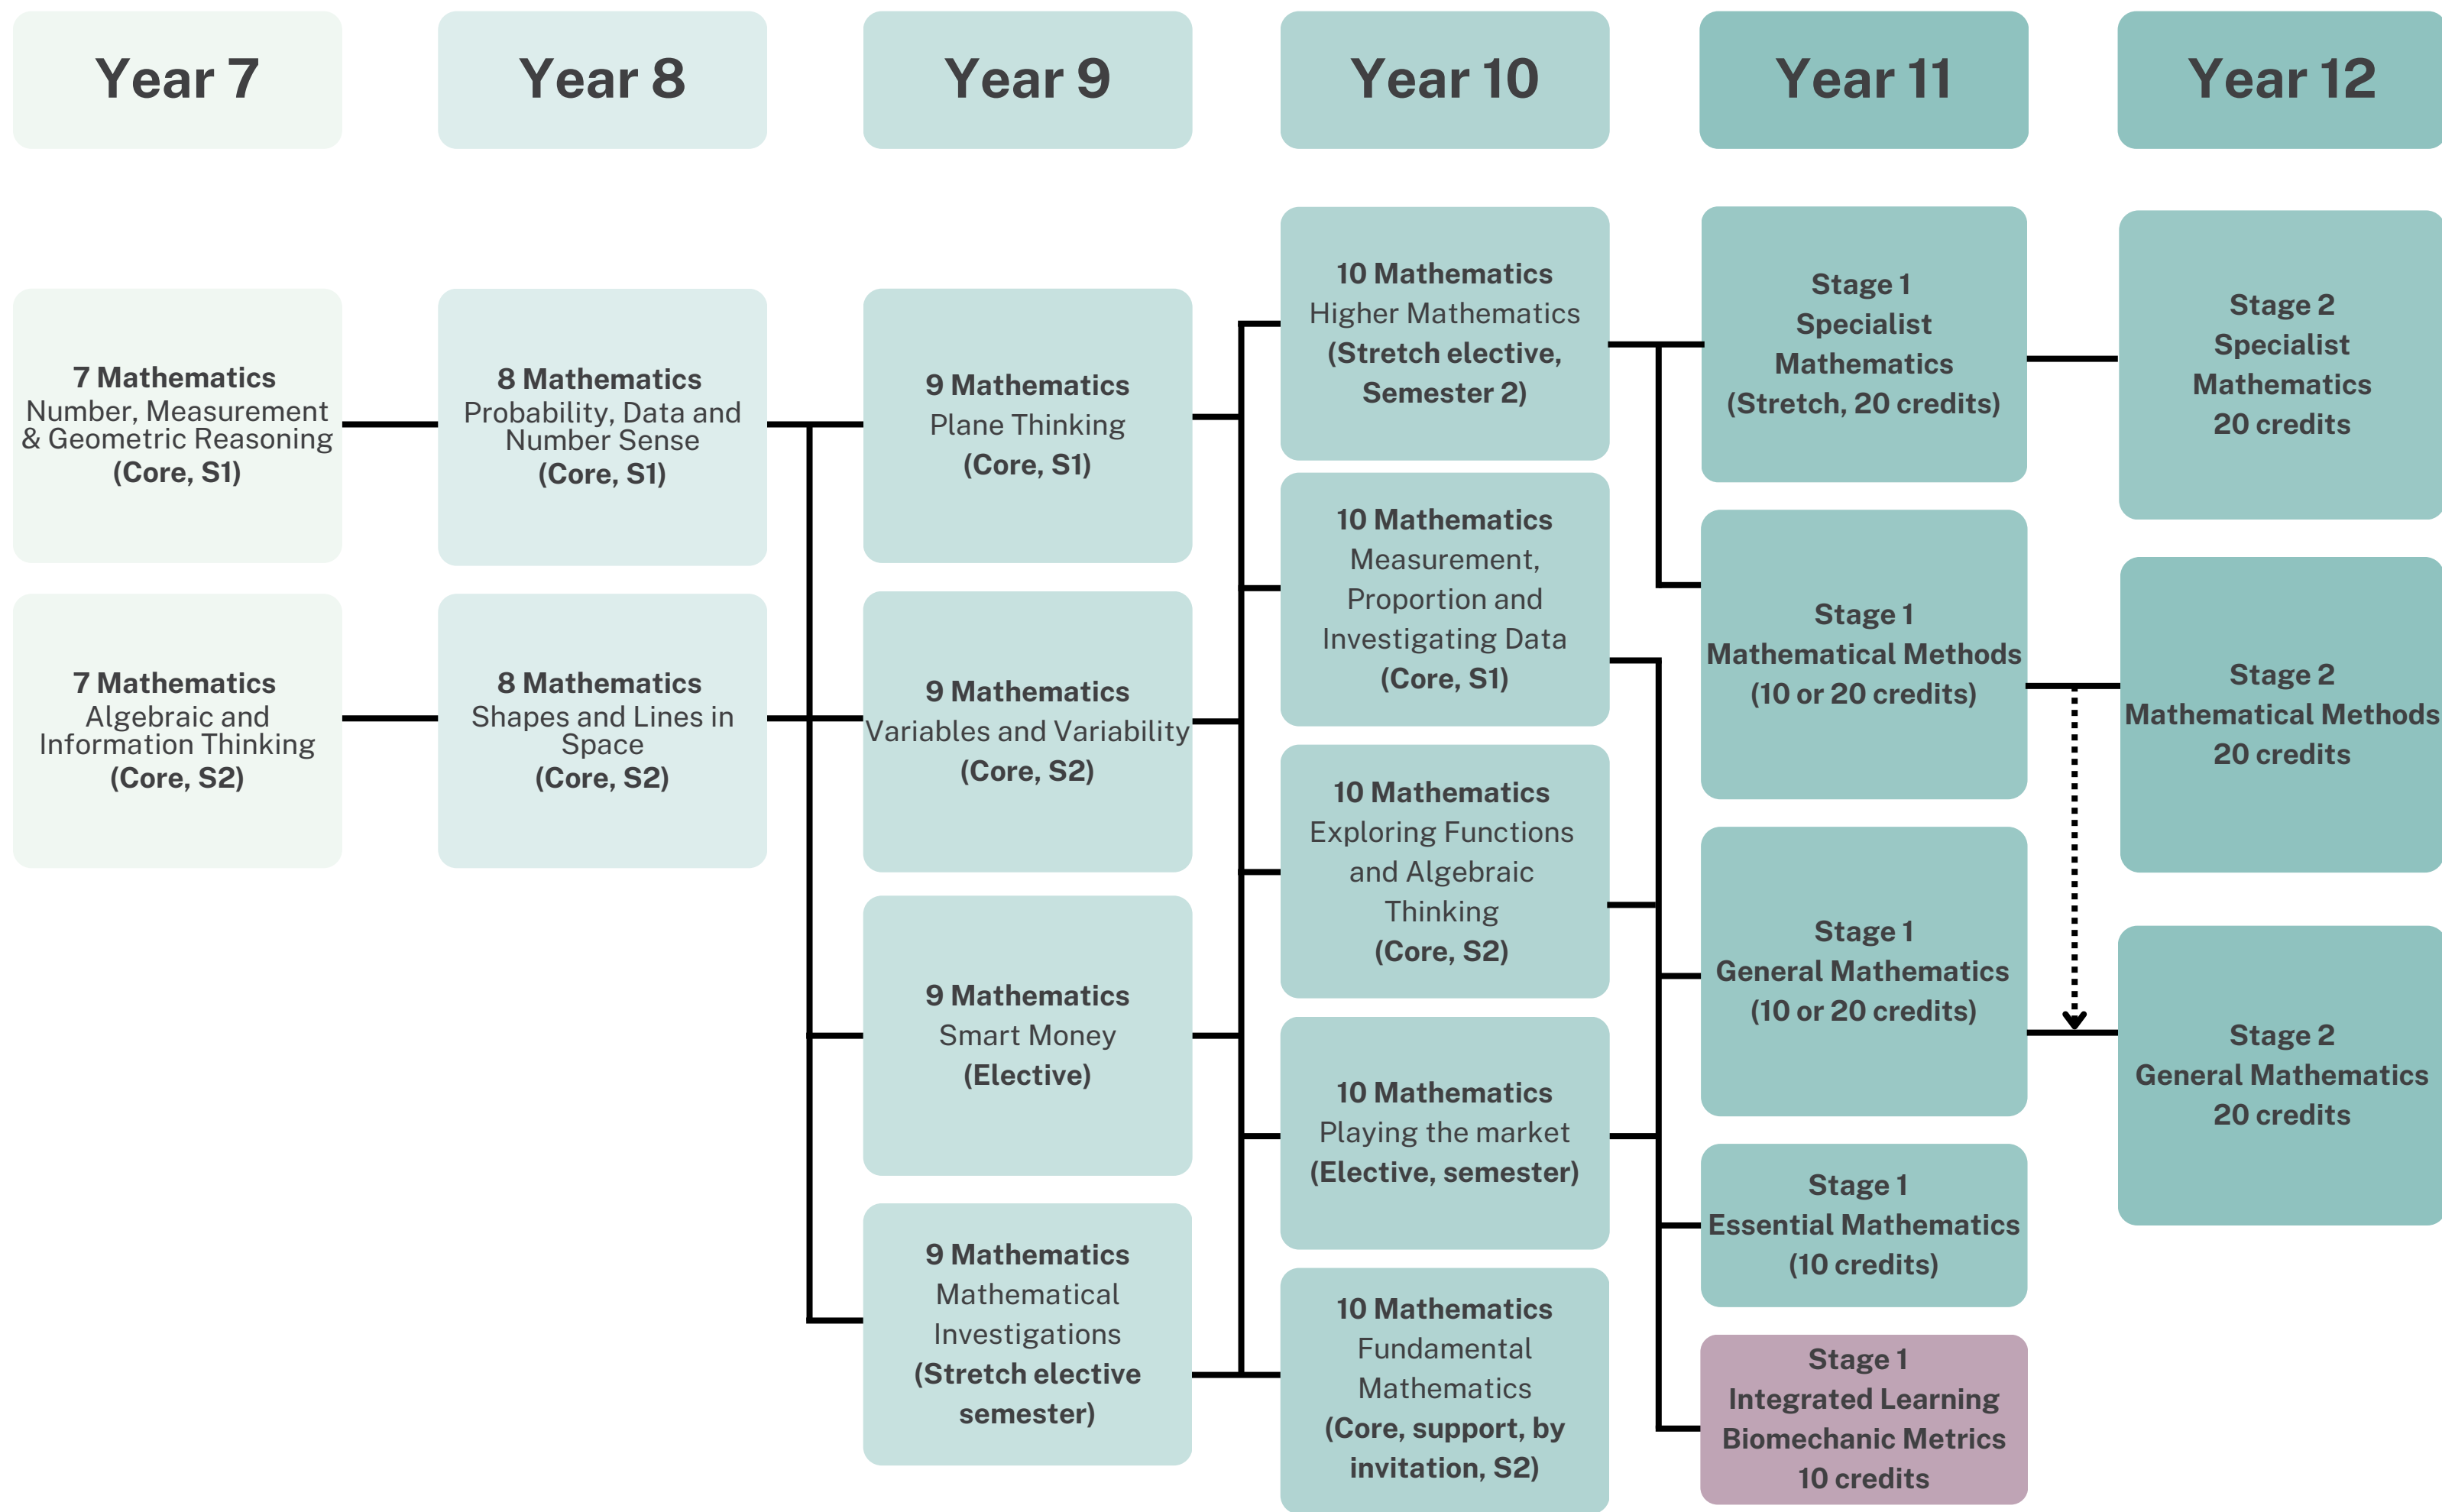 Year 7
Year 8
Year 9
Year 10
Year 11
Year 12
7 Mathematics
Number, Measurement
& Geometric Reasoning
(Core, S1)
7 Mathematics
Algebraic and
Information Thinking
(Core, S2)
8 Mathematics
Probability, Data and
Number Sense
(Core, S1)
8 Mathematics
Shapes and Lines in
Space
(Core, S2)
9 Mathematics
Plane Thinking
(Core, S1)
9 Mathematics
Variables and Variability
(Core, S2)
9 Mathematics
Smart Money
(Elective)
9 Mathematics
Mathematical
Investigations
(Stretch elective
semester)
10 Mathematics
Higher Mathematics
(Stretch elective,
Semester 2)
10 Mathematics
Measurement,
Proportion and
Investigating Data
(Core, S1)
10 Mathematics
Exploring Functions
and Algebraic
Thinking
(Core, S2)
10 Mathematics
Playing the market
(Elective, semester)
10 Mathematics
Fundamental
Mathematics
(Core, support, by
invitation, S2)
Stage 1
Specialist
Mathematics
(Stretch, 20 credits)
Stage 1
Mathematical Methods
(10 or 20 credits)
Stage 1
General Mathematics
(10 or 20 credits)
Stage 1
Essential Mathematics
(10 credits)
Stage 1
Integrated Learning
Biomechanic Metrics
10 credits
Stage 2
Specialist
Mathematics
20 credits
Stage 2
Mathematical Methods
20 credits
Stage 2
General Mathematics
20 credits